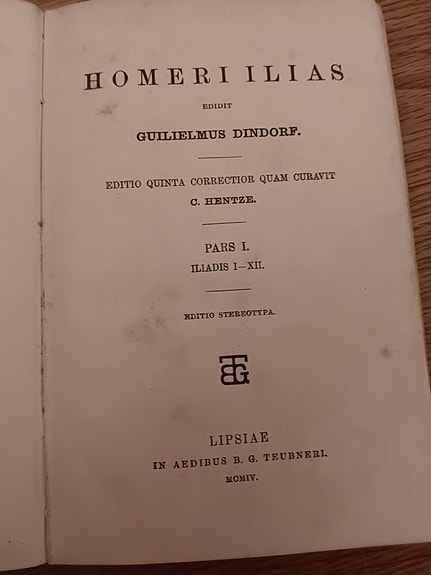 HOMERI ILIAS
EDIDIT
GUILIELMUS DINDORF.
EDITIO QUINTA CORRECTIOR QUAM CURAVIT
C. HENTZE.
PARS I.
ILIADIS I—XII.
EDITIO STEREOTYPA.
BTG
LIPSIAE
IN AEDIBUS B. G. TEUBNERI.
MCMIV.